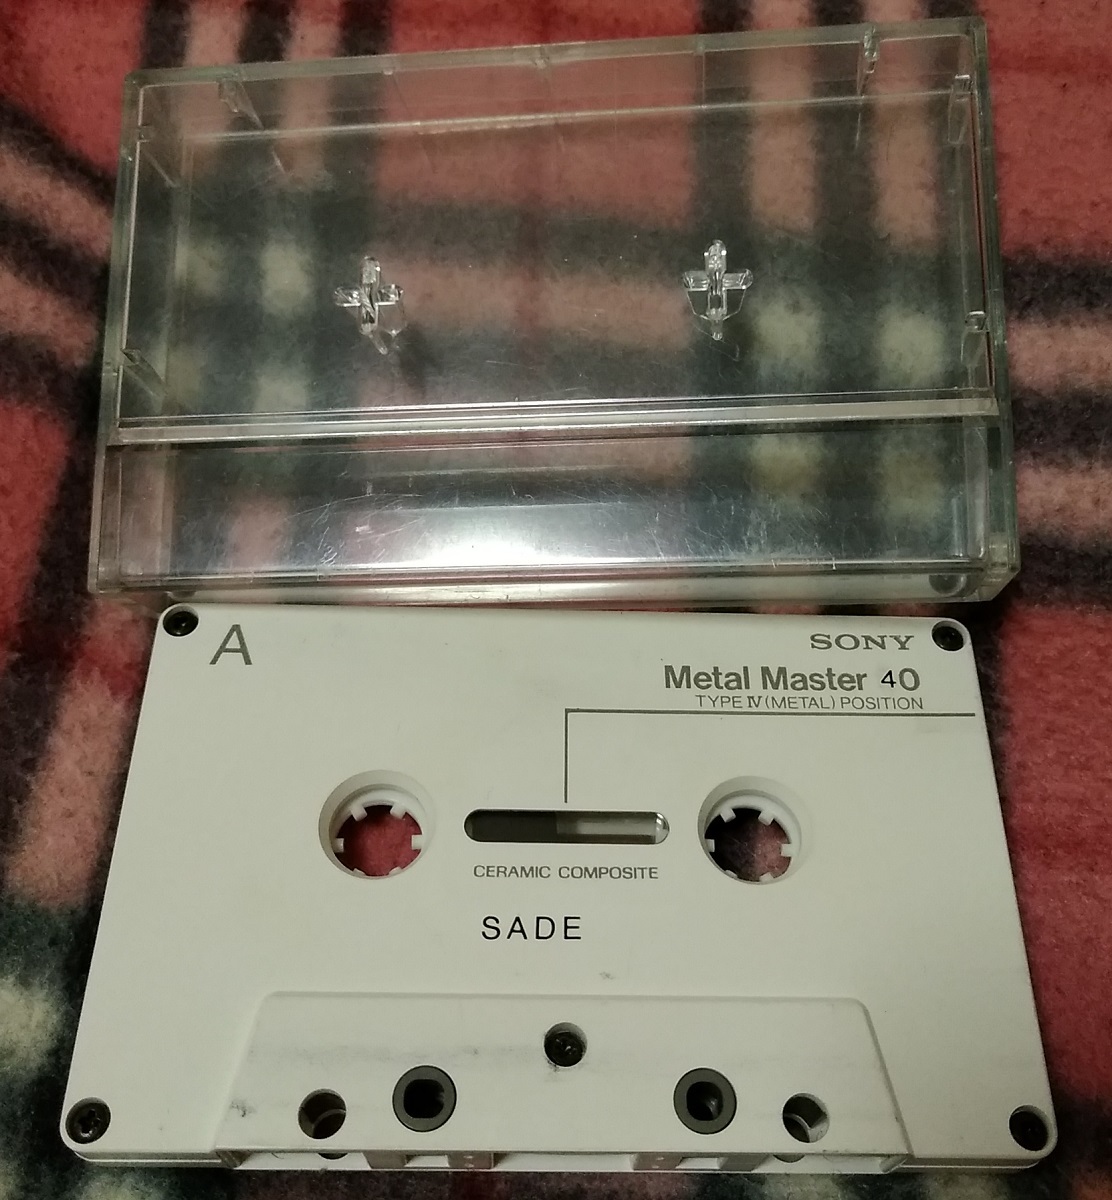 A
SONY
Metal Master 40
TYPE IV (METAL) POSITION
CERAMIC COMPOSITE
SADE